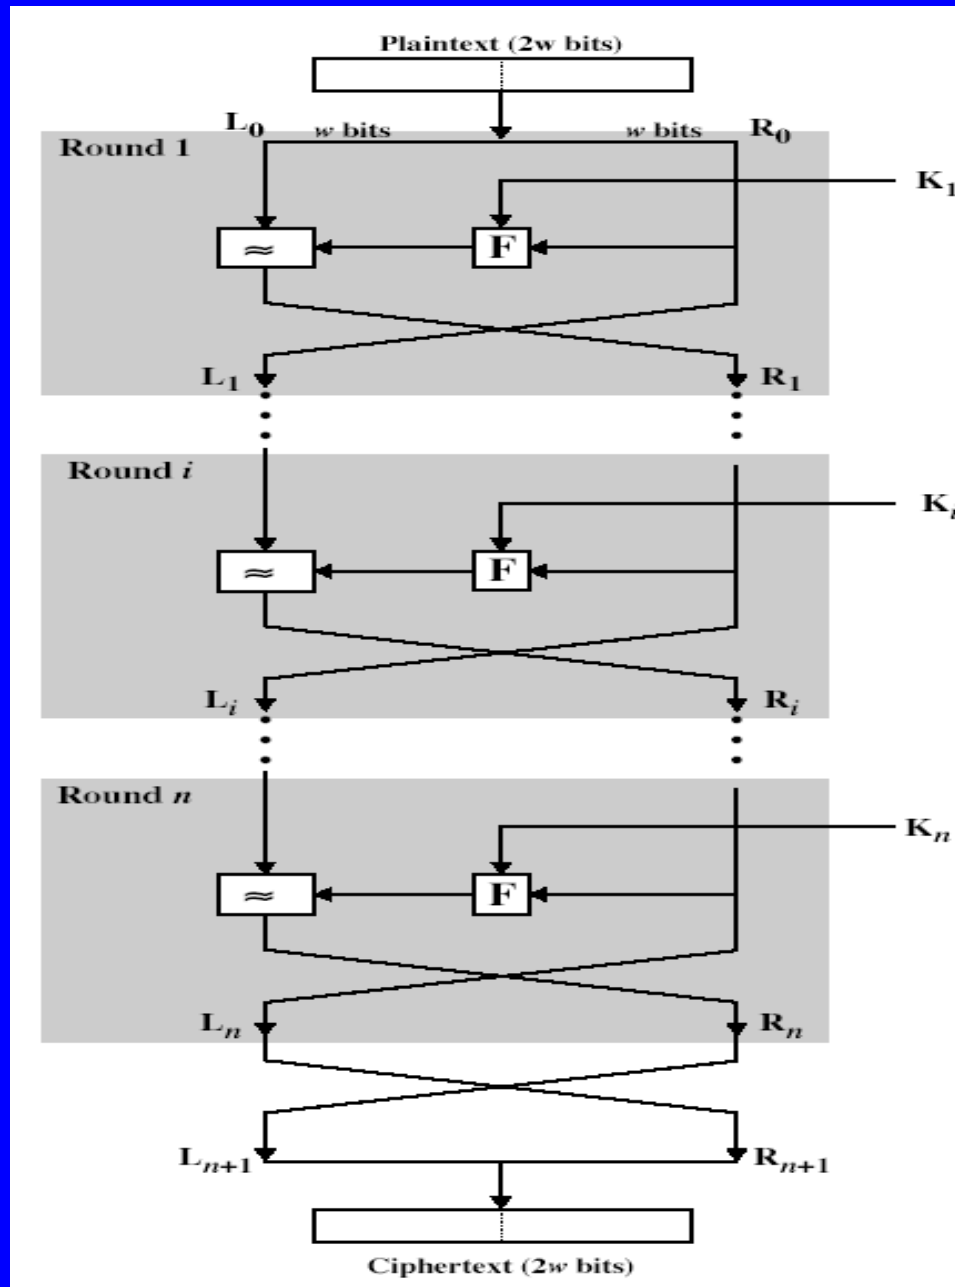 Plaintext (2w bits)
L0 w bits w bits R0
Round 1
K1
≈ F
L1 R1
Round i
Ki
≈ F
Li Ri
Round n
Kn
≈ F
Ln Rn
Ln+1 Rn+1
Ciphertext (2w bits)